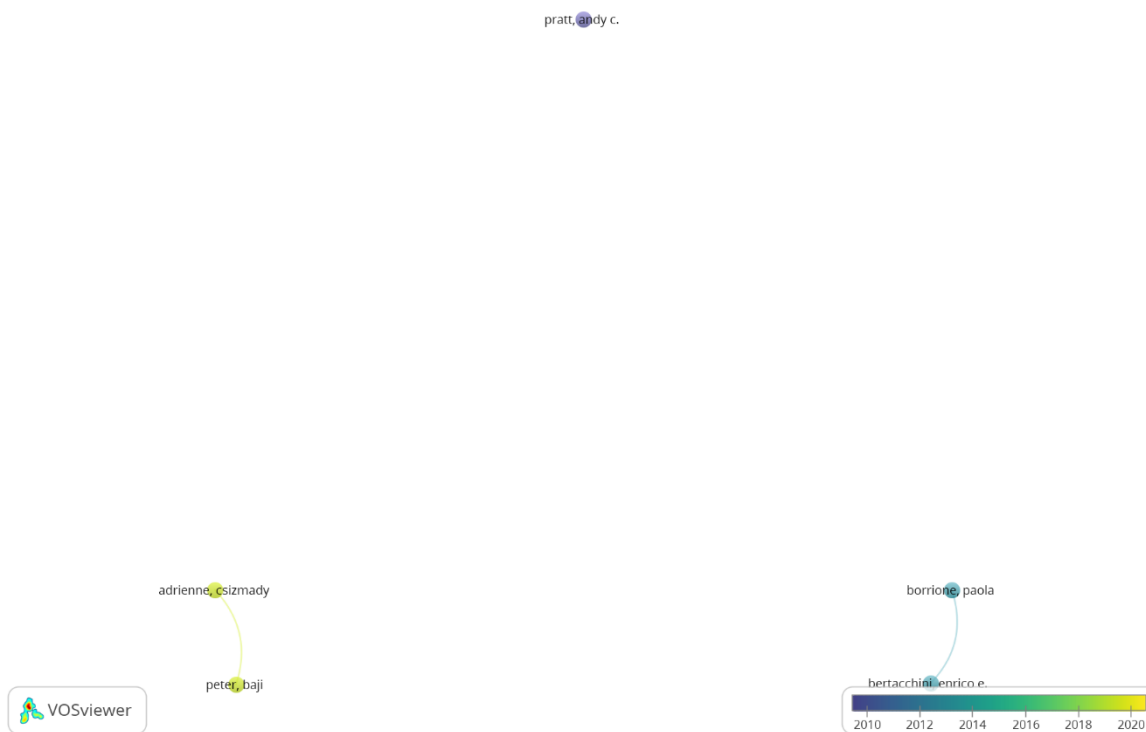 pratt, andy c.
adrienne, csizmady
borrione, paola
peter, baji
bertacchini, enrico e.
VOSviewer
2010 2012 2014 2016 2018 2020